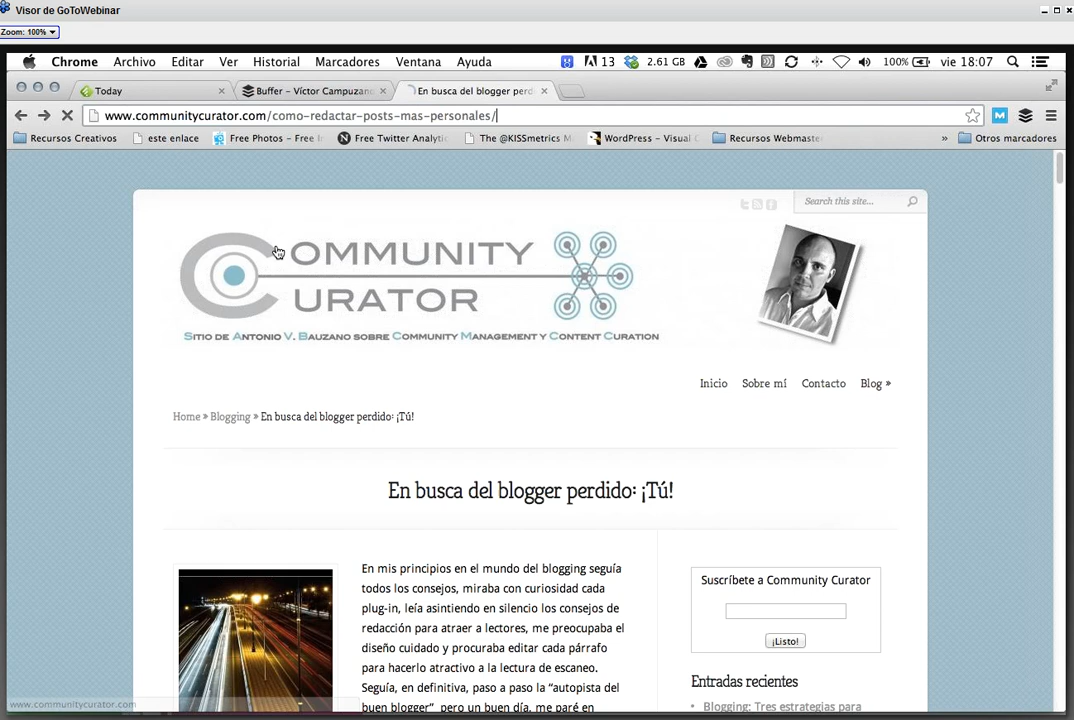 Visor de GoToWebinar
Zoom: 100%
Chrome Archivo Editar Ver Historial Marcadores Ventana Ayuda 13 2.61 GB 100% vie 18:07
Today Buffer – Víctor Campuzano En busca del blogger perd
www.communitycurator.com/como-redactar-posts-mas-personales/
Recursos Creativos este enlace Free Photos – Free Free Twitter Analytic The @KISSmetrics WordPress – Visual Recursos Webmaster » Otros marcadores
Search this site...
COMMUNITY
CURATOR
Sitio de Antonio V. Bauzano sobre Community Management y Content Curation
Inicio Sobre mí Contacto Blog »
Home » Blogging » En busca del blogger perdido: ¡Tú!
En busca del blogger perdido: ¡Tú!
En mis principios en el mundo del blogging seguía
todos los consejos, miraba con curiosidad cada
plug-in, leía asintiendo en silencio los consejos de
redacción para atraer a lectores, me preocupaba el
diseño cuidado y procuraba editar cada párrafo
para hacerlo atractivo a la lectura de escaneo.
Seguía, en definitiva, paso a paso la “autopista del
buen blogger” pero un buen día, me paré en
Suscríbete a Community Curator
¡Listo!
Entradas recientes
• Blogging: Tres estrategias para
www.communitycurator.com